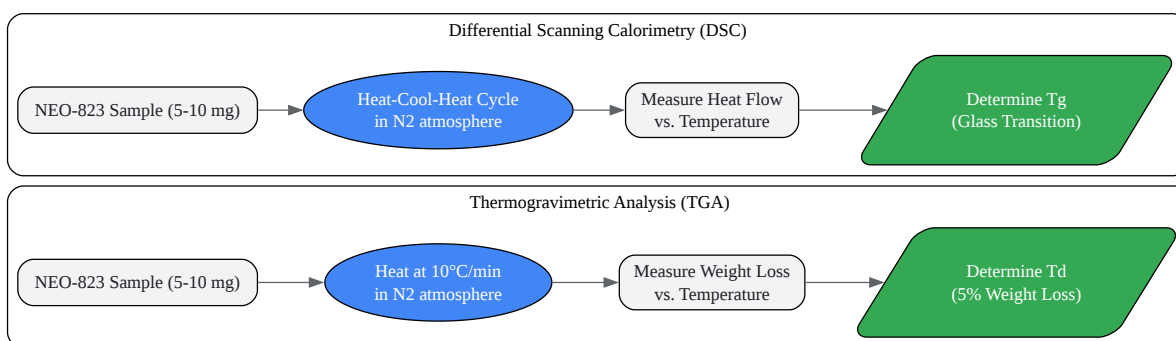 Differential Scanning Calorimetry (DSC)
NEO-823 Sample (5-10 mg)
Heat-Cool-Heat Cycle
in N2 atmosphere
Measure Heat Flow
vs. Temperature
Determine Tg
(Glass Transition)
Thermogravimetric Analysis (TGA)
NEO-823 Sample (5-10 mg)
Heat at 10°C/min
in N2 atmosphere
Measure Weight Loss
vs. Temperature
Determine Td
(5% Weight Loss)